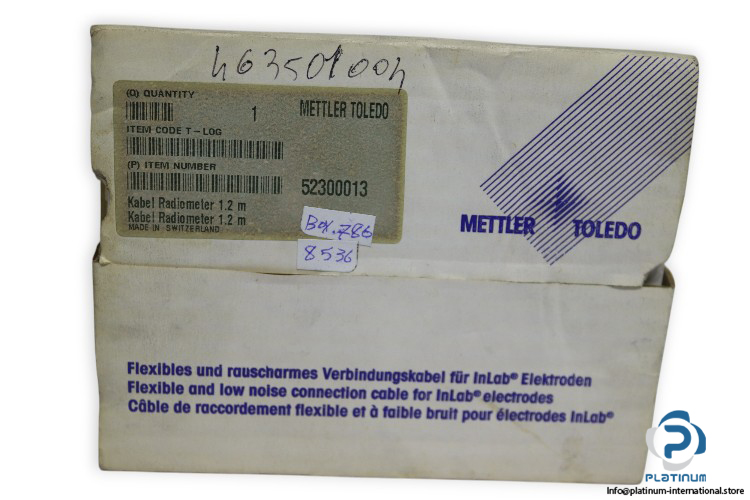 463501004
(Q) QUANTITY
1 METTLER TOLEDO
ITEM CODE T-LOG
(P) ITEM NUMBER
52300013
Kabel Radiometer 1.2 m
Kabel Radiometer 1.2 m
MADE IN SWITZERLAND
Box.786
8536
METTLER TOLEDO
Flexibles und rauscharmes Verbindungskabel für InLab® Elektroden
Flexible and low noise connection cable for InLab® electrodes
Câble de raccordement flexible et à faible bruit pour électrodes InLab®
PLATINUM
Info@platinum-international.store